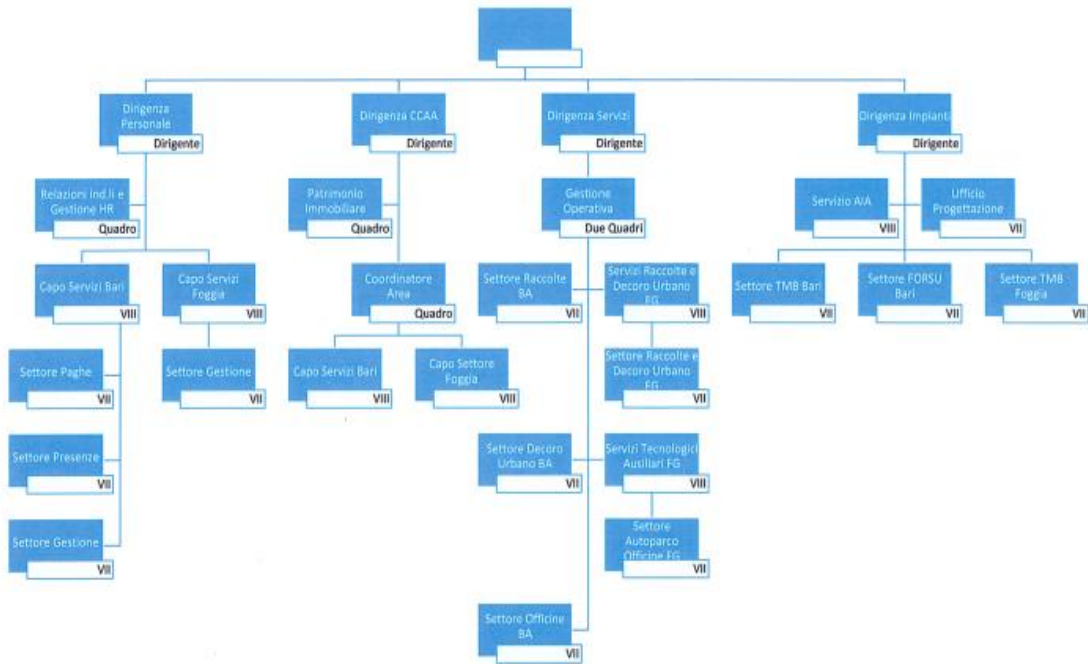 Dirigenza
Personale
Dirigente
Dirigenza CCAA
Dirigente
Dirigenza Servizi
Dirigente
Dirigenza Impianti
Dirigente
Relazioni Ind.li e
Gestione HR
Quadro
Patrimonio
Immobiliare
Quadro
Gestione
Operativa
Due Quadri
Servizio AIA
VIII
Ufficio
Progettazione
VII
Capo Servizi Bari
VIII
Capo Servizi
Foggia
VIII
Coordinatore
Area
Quadro
Settore Raccolte
BA
VII
Servizi Raccolte e
Decoro Urbano
FG
VIII
Settore TMB Bari
VII
Settore FORSU
Bari
VII
Settore TMB
Foggia
VII
Settore Paghe
VII
Settore Gestione
VII
Capo Servizi Bari
VIII
Capo Settore
Foggia
VIII
Settore Raccolte e
Decoro Urbano
FG
VII
Settore Presenze
VII
Settore Decoro
Urbano BA
VII
Servizi Tecnologici
Ausiliari FG
VIII
Settore Gestione
VII
Settore
Autoparco
Officine FG
VII
Settore Officine
BA
VII